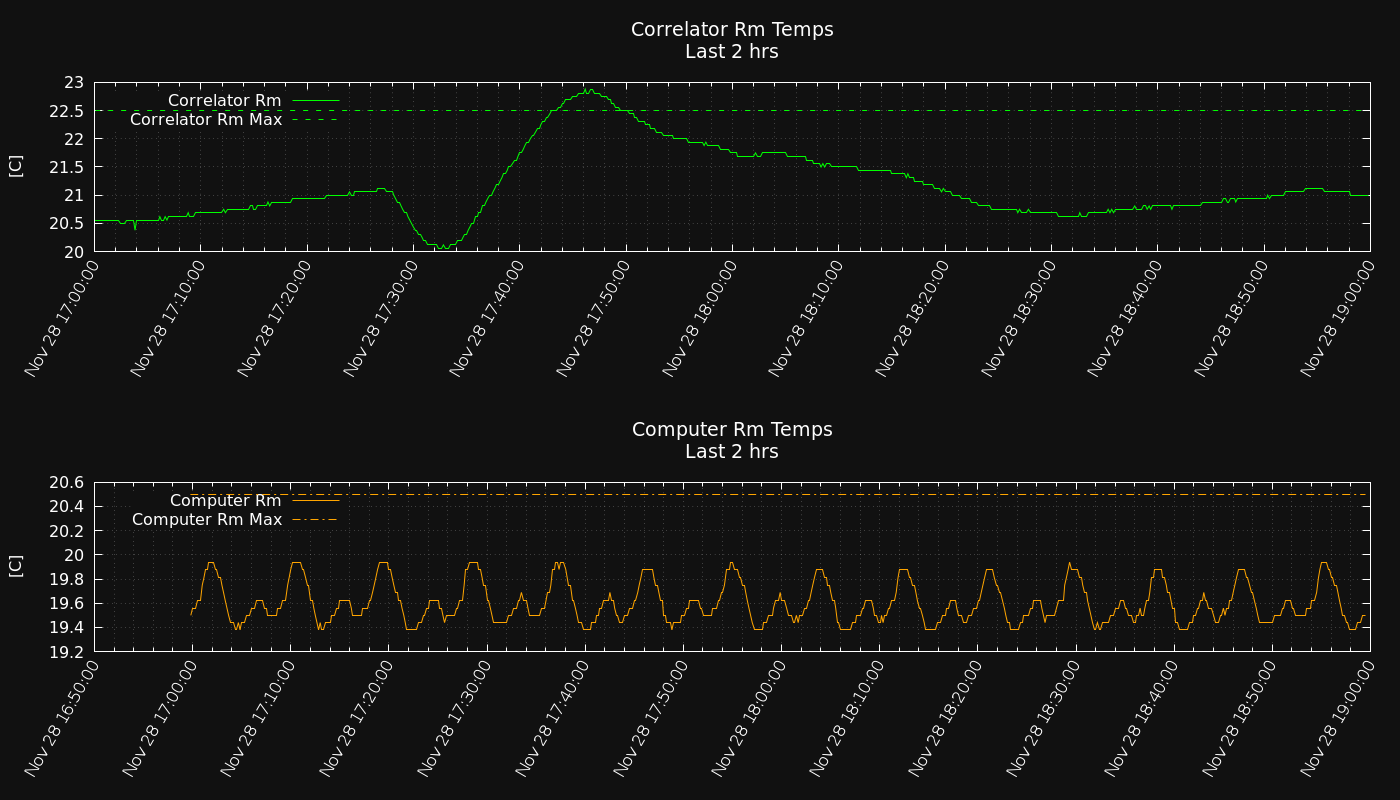 Correlator Rm Temps
Last 2 hrs
23
22.5
22
21.5
21
20.5
20
[C]
Correlator Rm
Correlator Rm Max
Nov 28 17:00:00
Nov 28 17:10:00
Nov 28 17:20:00
Nov 28 17:30:00
Nov 28 17:40:00
Nov 28 17:50:00
Nov 28 18:00:00
Nov 28 18:10:00
Nov 28 18:20:00
Nov 28 18:30:00
Nov 28 18:40:00
Nov 28 18:50:00
Nov 28 19:00:00
Computer Rm Temps
Last 2 hrs
20.6
20.4
20.2
20
19.8
19.6
19.4
19.2
[C]
Computer Rm
Computer Rm Max
Nov 28 16:50:00
Nov 28 17:00:00
Nov 28 17:10:00
Nov 28 17:20:00
Nov 28 17:30:00
Nov 28 17:40:00
Nov 28 17:50:00
Nov 28 18:00:00
Nov 28 18:10:00
Nov 28 18:20:00
Nov 28 18:30:00
Nov 28 18:40:00
Nov 28 18:50:00
Nov 28 19:00:00